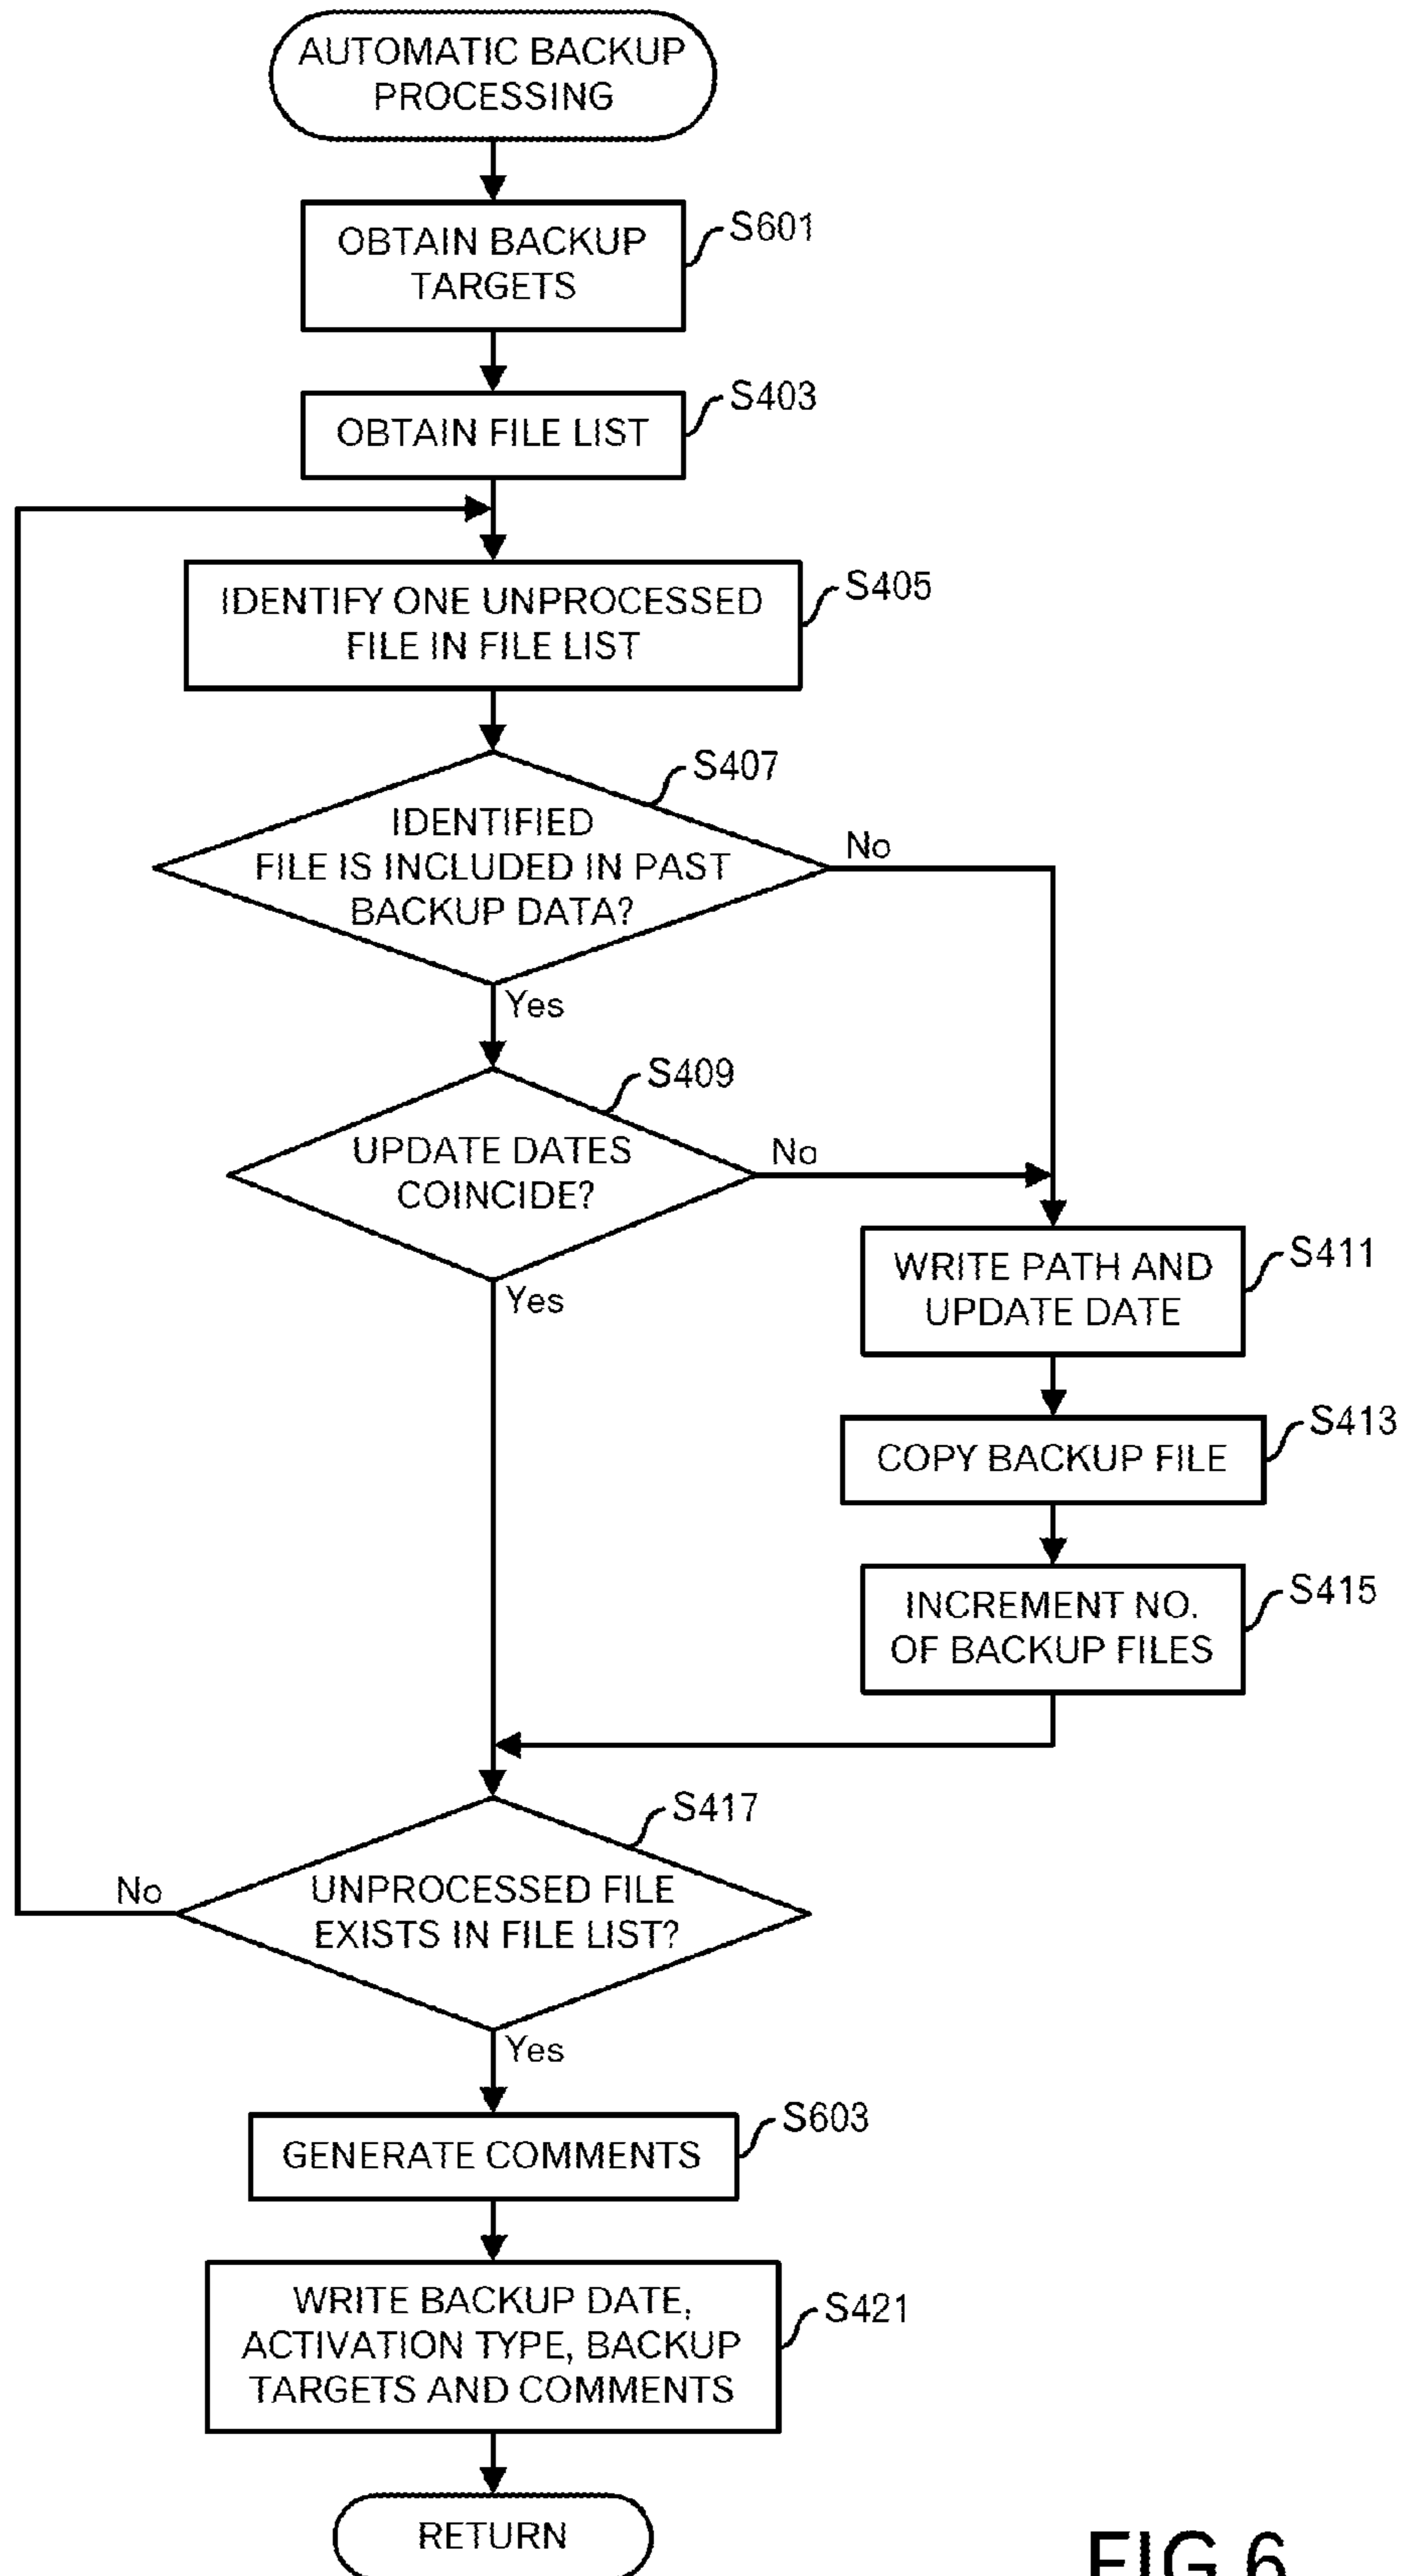 AUTOMATIC BACKUP
PROCESSING
OBTAIN BACKUP
TARGETS
S601
OBTAIN FILE LIST
S403
IDENTIFY ONE UNPROCESSED
FILE IN FILE LIST
S405
S407
IDENTIFIED
FILE IS INCLUDED IN PAST
BACKUP DATA?
No
Yes
S409
UPDATE DATES
COINCIDE?
No
Yes
WRITE PATH AND
UPDATE DATE
S411
COPY BACKUP FILE
S413
INCREMENT NO.
OF BACKUP FILES
S415
S417
UNPROCESSED FILE
EXISTS IN FILE LIST?
No
Yes
GENERATE COMMENTS
S603
WRITE BACKUP DATE,
ACTIVATION TYPE, BACKUP
TARGETS AND COMMENTS
S421
RETURN
FIG.6